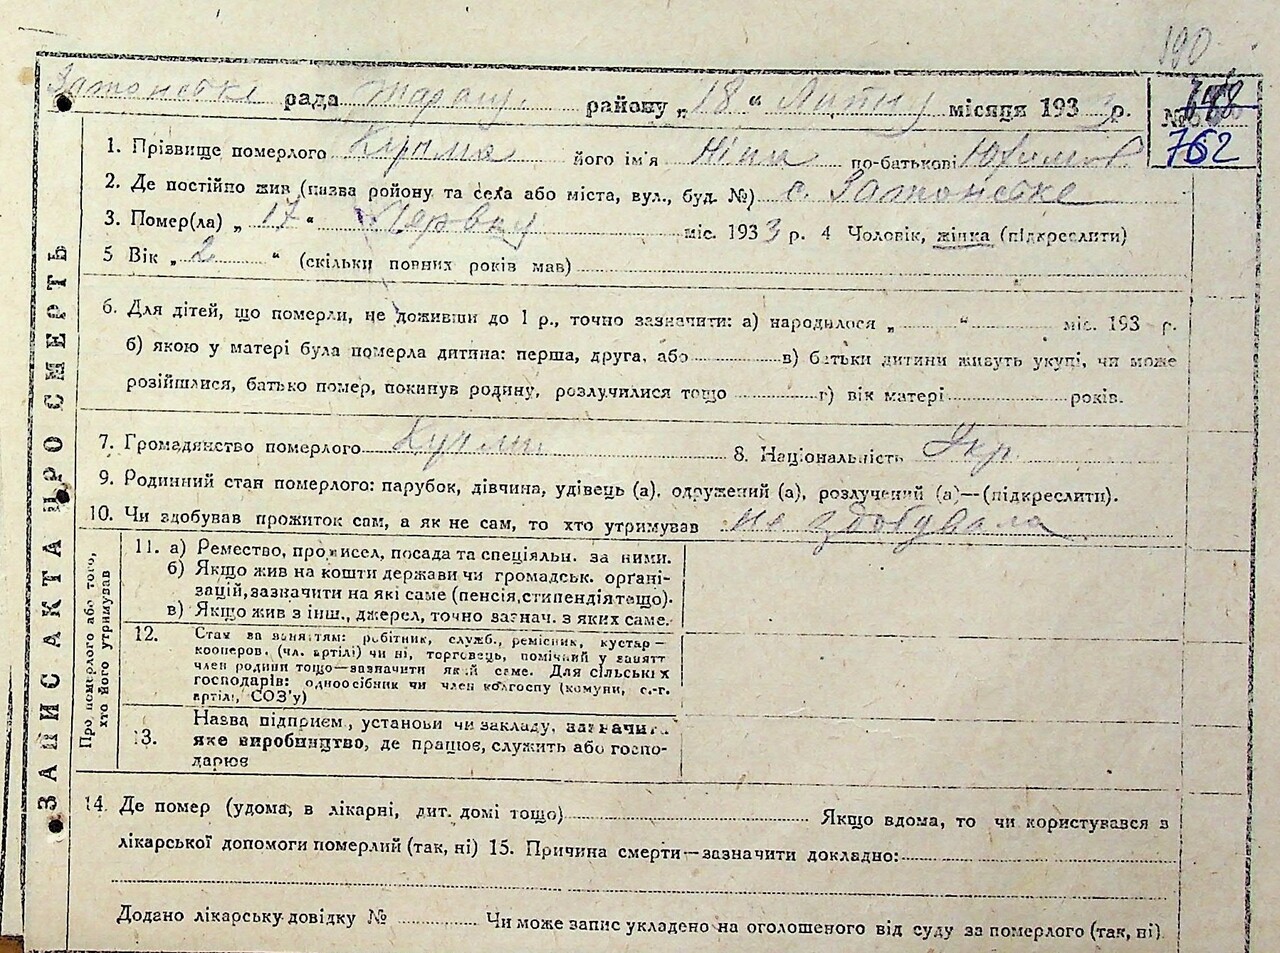 190
Затонське рада Таращ. району „18“ Липня місяця 1933 р. №
762
1. Прізвище померлого його ім'я Ніна по-батькові Юхимов
2. Де постійно жив (назва ройону та села або міста, вул., буд. №) с. Затонське
3. Помер(ла) „17“ Червня міс. 1933 р. 4 Чоловік, жінка (підкреслити)
5 Вік „2“ (скільки повних років мав)
6. Для дітей, що померли, не доживши до 1 р., точно зазначити: а) народилося „ “ міс. 193 р.
б) якою у матері була померла дитина: перша, друга, або в) батьки дитини живуть укупі, чи може
розійшлися, батько помер, покинув родину, розлучилися тощо г) вік матері років.
7. Громадянство померлого 8. Національність Укр.
9. Родинний стан померлого: парубок, дівчина, удівець (а), одружений (а), розлучений (а)—(підкреслити).
10. Чи здобував прожиток сам, а як не сам, то хто утримував не здобувала
ЗАПИС АКТА ПРО СМЕРТЬ
Про померлого або того,
хто його утримував
11. а) Ремество, промисел, посада та спеціяльн. за ними.
б) Якщо жив на кошти держави чи громадськ. орґані-
зацій, зазначити на які саме (пенсія, стипендія тощо).
в) Якщо жив з інш., джерел, точно зазнач. з яких саме.
12. Стан за заняттям: робітник, служб., ремісник, кустар—
кооперов. (чл. артілі) чи ні, торговець, помічний у занятт
член родини тощо—зазначити який саме. Для сільських
господарів: одноосібник чи член колгоспу (комуни, с.-г.
артілі, СОЗ'у)
13. Назва підприєм., установи чи закладу, зазначити
яке виробництво, де працює, служить або госпо-
дарює
14. Де помер (удома, в лікарні, дит. домі тощо) Якщо вдома, то чи користувався з
лікарської допомоги померлий (так, ні) 15. Причина смерти—зазначити докладно:
Додано лікарську довідку № Чи може запис укладено на оголошеного від суду за померлого (так, ні)